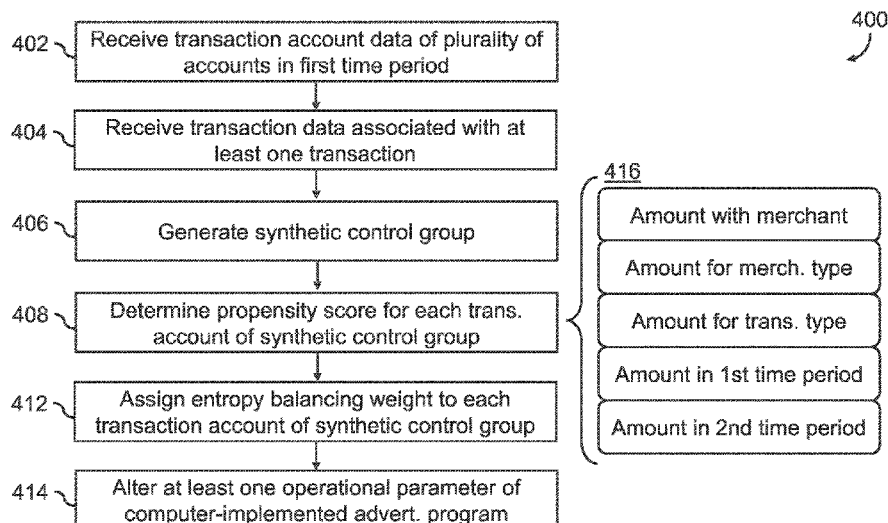 400
402
Receive transaction account data of plurality of
accounts in first time period
404
Receive transaction data associated with at
least one transaction
406
Generate synthetic control group
408
Determine propensity score for each trans.
account of synthetic control group
412
Assign entropy balancing weight to each
transaction account of synthetic control group
414
Alter at least one operational parameter of
computer-implemented advert. program
416
Amount with merchant
Amount for merch. type
Amount for trans. type
Amount in 1st time period
Amount in 2nd time period